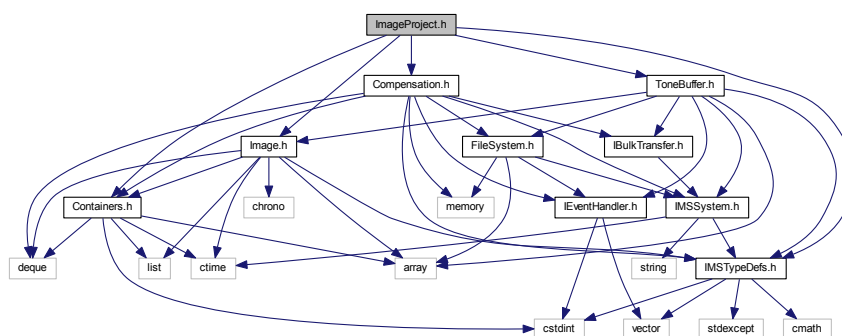 ImageProject.h
Compensation.h
ToneBuffer.h
Image.h
FileSystem.h
IBulkTransfer.h
chrono
Containers.h
memory
IEventHandler.h
IMSSystem.h
deque
list
ctime
array
string
IMSTypeDefs.h
cstdint
vector
stdexcept
cmath